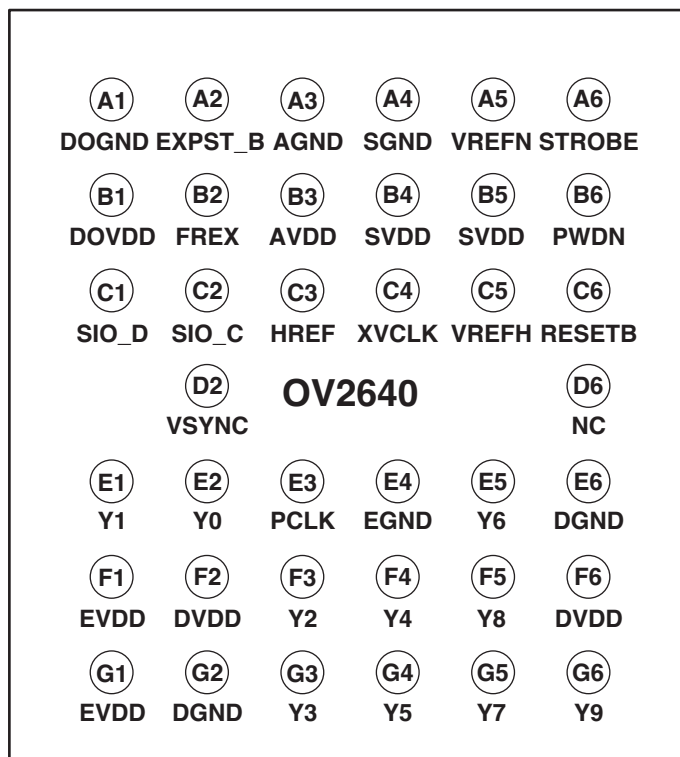 A1 A2 A3 A4 A5 A6
DOGND EXPST_B AGND SGND VREFN STROBE
B1 B2 B3 B4 B5 B6
DOVDD FREX AVDD SVDD SVDD PWDN
C1 C2 C3 C4 C5 C6
SIO_D SIO_C HREF XVCLK VREFH RESETB
D2 OV2640 D6
VSYNC NC
E1 E2 E3 E4 E5 E6
Y1 Y0 PCLK EGND Y6 DGND
F1 F2 F3 F4 F5 F6
EVDD DVDD Y2 Y4 Y8 DVDD
G1 G2 G3 G4 G5 G6
EVDD DGND Y3 Y5 Y7 Y9